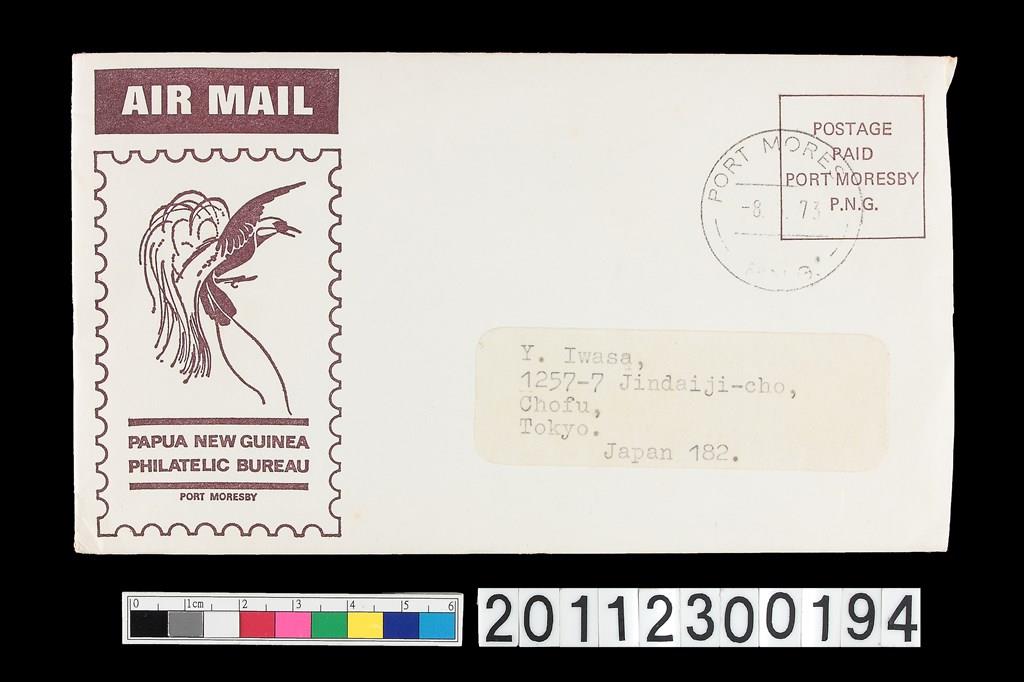 AIR MAIL
PAPUA NEW GUINEA
PHILATELIC BUREAU
PORT MORESBY
POSTAGE
PAID
PORT MORESBY
P.N.G.
PORT MORES
-8. .73
Y. Iwasa,
1257-7 Jindaiji-cho,
Chofu,
Tokyo.
Japan 182.
0 1cm 2 3 4 5 6
20112300194